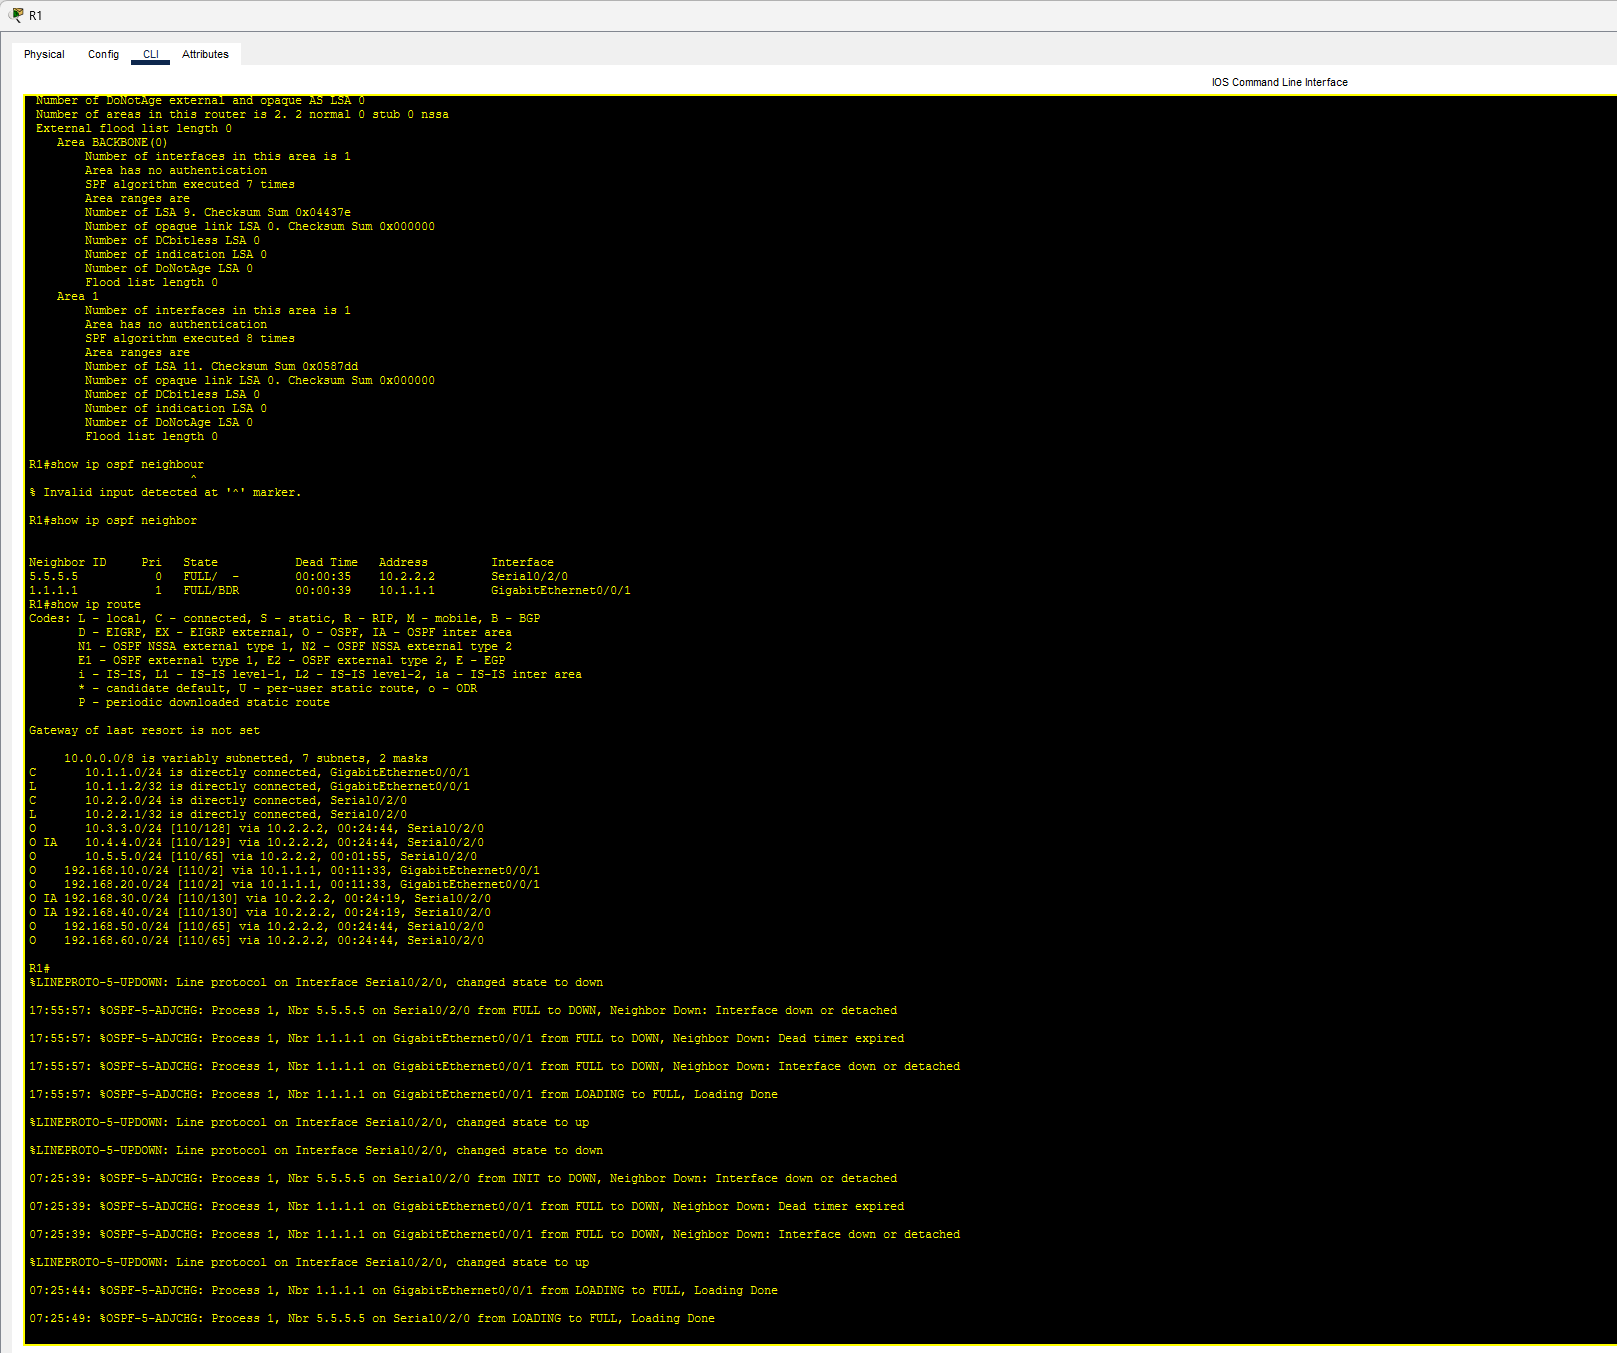 R1
Physical Config CLI Attributes
IOS Command Line Interface
Number of DoNotAge external and opaque AS LSA 0
Number of areas in this router is 2. 2 normal 0 stub 0 nssa
External flood list length 0
Area BACKBONE(0)
Number of interfaces in this area is 1
Area has no authentication
SPF algorithm executed 7 times
Area ranges are
Number of LSA 9. Checksum Sum 0x04437e
Number of opaque link LSA 0. Checksum Sum 0x000000
Number of DCbitless LSA 0
Number of indication LSA 0
Number of DoNotAge LSA 0
Flood list length 0
Area 1
Number of interfaces in this area is 1
Area has no authentication
SPF algorithm executed 8 times
Area ranges are
Number of LSA 11. Checksum Sum 0x0587dd
Number of opaque link LSA 0. Checksum Sum 0x000000
Number of DCbitless LSA 0
Number of indication LSA 0
Number of DoNotAge LSA 0
Flood list length 0
R1#show ip ospf neighbour
^
% Invalid input detected at '^' marker.
R1#show ip ospf neighbor
Neighbor ID Pri State Dead Time Address Interface
5.5.5.5 0 FULL/ - 00:00:35 10.2.2.2 Serial0/2/0
1.1.1.1 1 FULL/BDR 00:00:39 10.1.1.1 GigabitEthernet0/0/1
R1#show ip route
Codes: L - local, C - connected, S - static, R - RIP, M - mobile, B - BGP
D - EIGRP, EX - EIGRP external, O - OSPF, IA - OSPF inter area
N1 - OSPF NSSA external type 1, N2 - OSPF NSSA external type 2
E1 - OSPF external type 1, E2 - OSPF external type 2, E - EGP
i - IS-IS, L1 - IS-IS level-1, L2 - IS-IS level-2, ia - IS-IS inter area
* - candidate default, U - per-user static route, o - ODR
P - periodic downloaded static route
Gateway of last resort is not set
10.0.0.0/8 is variably subnetted, 7 subnets, 2 masks
C 10.1.1.0/24 is directly connected, GigabitEthernet0/0/1
L 10.1.1.2/32 is directly connected, GigabitEthernet0/0/1
C 10.2.2.0/24 is directly connected, Serial0/2/0
L 10.2.2.1/32 is directly connected, Serial0/2/0
O 10.3.3.0/24 [110/128] via 10.2.2.2, 00:24:44, Serial0/2/0
O IA 10.4.4.0/24 [110/129] via 10.2.2.2, 00:24:44, Serial0/2/0
O 10.5.5.0/24 [110/65] via 10.2.2.2, 00:01:55, Serial0/2/0
O 192.168.10.0/24 [110/2] via 10.1.1.1, 00:11:33, GigabitEthernet0/0/1
O 192.168.20.0/24 [110/2] via 10.1.1.1, 00:11:33, GigabitEthernet0/0/1
O IA 192.168.30.0/24 [110/130] via 10.2.2.2, 00:24:19, Serial0/2/0
O IA 192.168.40.0/24 [110/130] via 10.2.2.2, 00:24:19, Serial0/2/0
O 192.168.50.0/24 [110/65] via 10.2.2.2, 00:24:44, Serial0/2/0
O 192.168.60.0/24 [110/65] via 10.2.2.2, 00:24:44, Serial0/2/0
R1#
%LINEPROTO-5-UPDOWN: Line protocol on Interface Serial0/2/0, changed state to down
17:55:57: %OSPF-5-ADJCHG: Process 1, Nbr 5.5.5.5 on Serial0/2/0 from FULL to DOWN, Neighbor Down: Interface down or detached
17:55:57: %OSPF-5-ADJCHG: Process 1, Nbr 1.1.1.1 on GigabitEthernet0/0/1 from FULL to DOWN, Neighbor Down: Dead timer expired
17:55:57: %OSPF-5-ADJCHG: Process 1, Nbr 1.1.1.1 on GigabitEthernet0/0/1 from FULL to DOWN, Neighbor Down: Interface down or detached
17:55:57: %OSPF-5-ADJCHG: Process 1, Nbr 1.1.1.1 on GigabitEthernet0/0/1 from LOADING to FULL, Loading Done
%LINEPROTO-5-UPDOWN: Line protocol on Interface Serial0/2/0, changed state to up
%LINEPROTO-5-UPDOWN: Line protocol on Interface Serial0/2/0, changed state to down
07:25:39: %OSPF-5-ADJCHG: Process 1, Nbr 5.5.5.5 on Serial0/2/0 from INIT to DOWN, Neighbor Down: Interface down or detached
07:25:39: %OSPF-5-ADJCHG: Process 1, Nbr 1.1.1.1 on GigabitEthernet0/0/1 from FULL to DOWN, Neighbor Down: Dead timer expired
07:25:39: %OSPF-5-ADJCHG: Process 1, Nbr 1.1.1.1 on GigabitEthernet0/0/1 from FULL to DOWN, Neighbor Down: Interface down or detached
%LINEPROTO-5-UPDOWN: Line protocol on Interface Serial0/2/0, changed state to up
07:25:44: %OSPF-5-ADJCHG: Process 1, Nbr 1.1.1.1 on GigabitEthernet0/0/1 from LOADING to FULL, Loading Done
07:25:49: %OSPF-5-ADJCHG: Process 1, Nbr 5.5.5.5 on Serial0/2/0 from LOADING to FULL, Loading Done